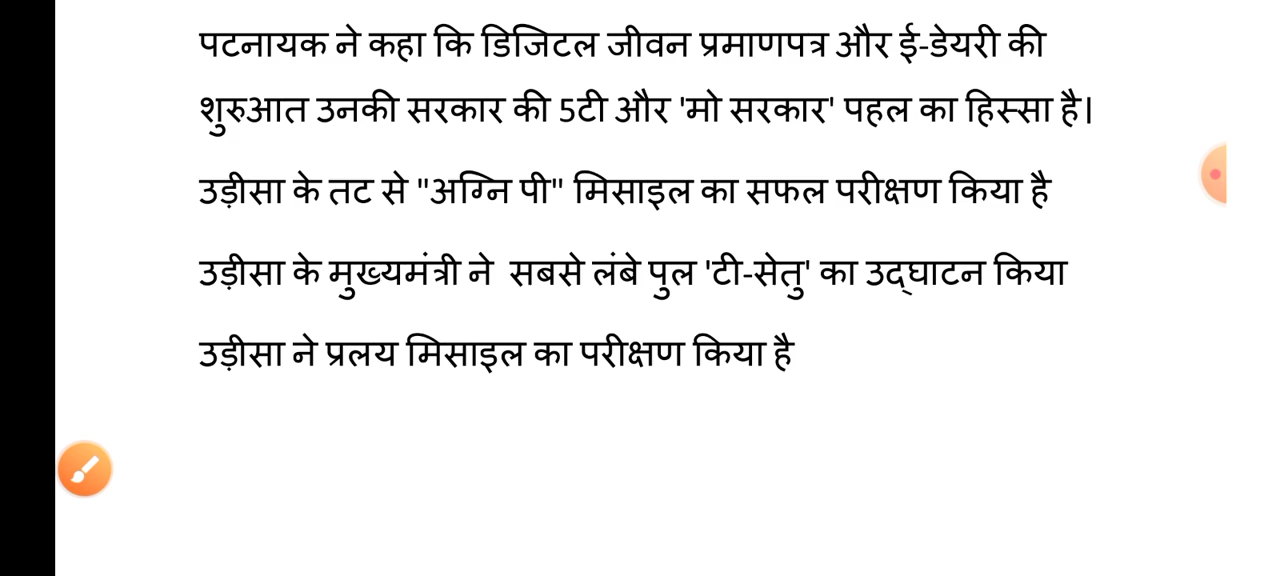 पटनायक ने कहा कि डिजिटल जीवन प्रमाणपत्र और ई-डेयरी की
शुरुआत उनकी सरकार की 5टी और 'मो सरकार' पहल का हिस्सा है।
उड़ीसा के तट से "अग्नि पी" मिसाइल का सफल परीक्षण किया है
उड़ीसा के मुख्यमंत्री ने सबसे लंबे पुल 'टी-सेतु' का उद्घाटन किया
उड़ीसा ने प्रलय मिसाइल का परीक्षण किया है